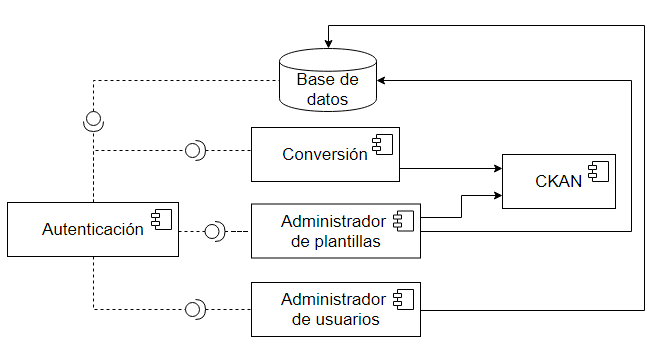 Base de
datos
Conversión
CKAN
Autenticación
Administrador
de plantillas
Administrador
de usuarios